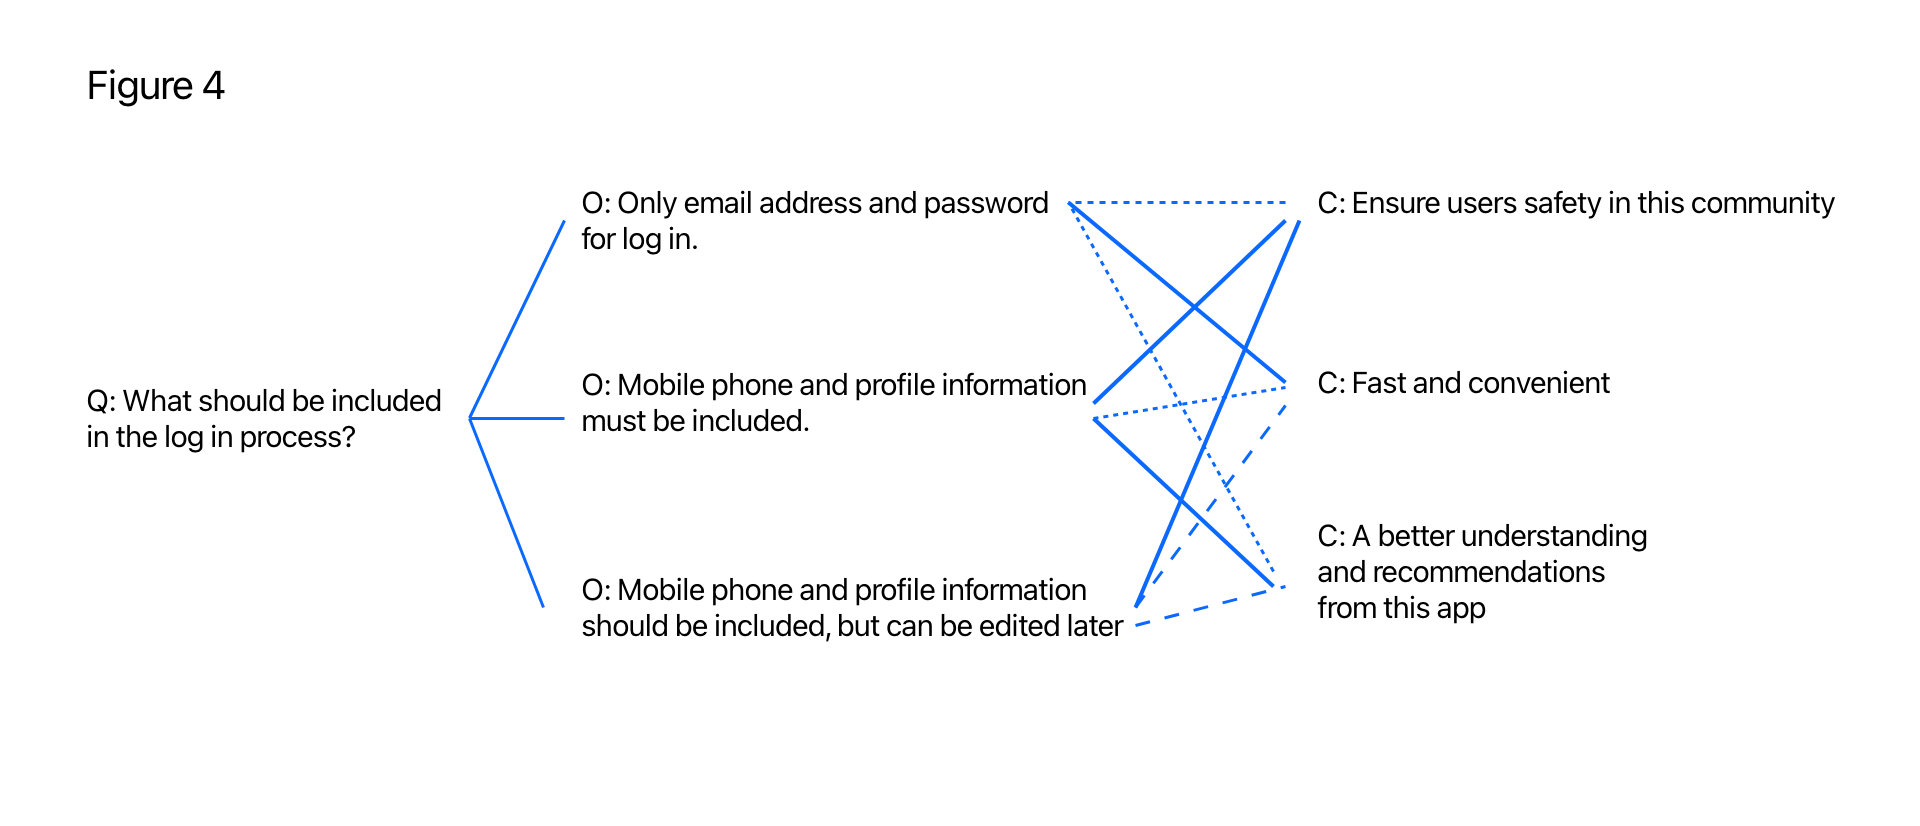 Figure 4
Q: What should be included
in the log in process?
O: Only email address and password
for log in.
O: Mobile phone and profile information
must be included.
O: Mobile phone and profile information
should be included, but can be edited later
C: Ensure users safety in this community
C: Fast and convenient
C: A better understanding
and recommendations
from this app